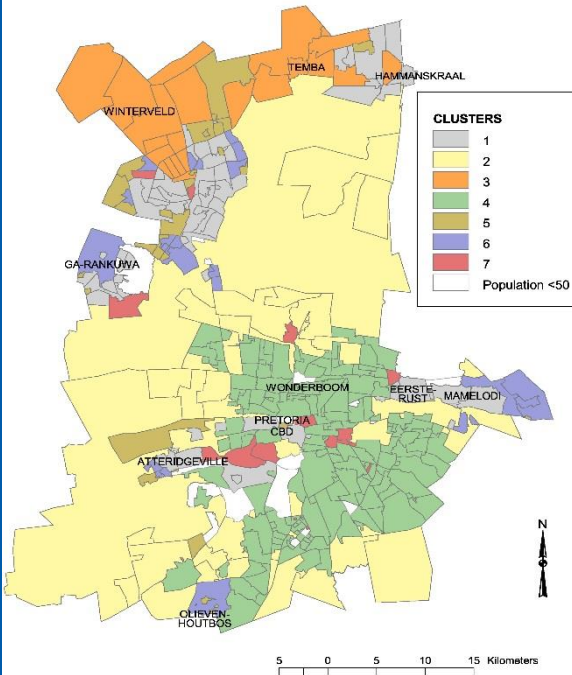 TEMBA
HAMMANSKRAAL
WINTERVELD
CLUSTERS
1
2
3
4
5
6
7
Population <50
GA-RANKUWA
WONDERBOOM
EERSTE-
RUST
MAMELODI
PRETORIA
CBD
ATTERIDGEVILLE
OLIEVEN-
HOUTBOS
N
5 0 5 10 15 Kilometers